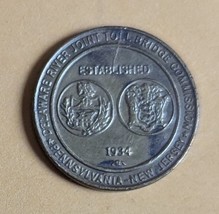 DELAWARE RIVER JOINT TOLL BRIDGE COMMISSION
ESTABLISHED
1934
PENNSYLVANIA-NEW JERSEY